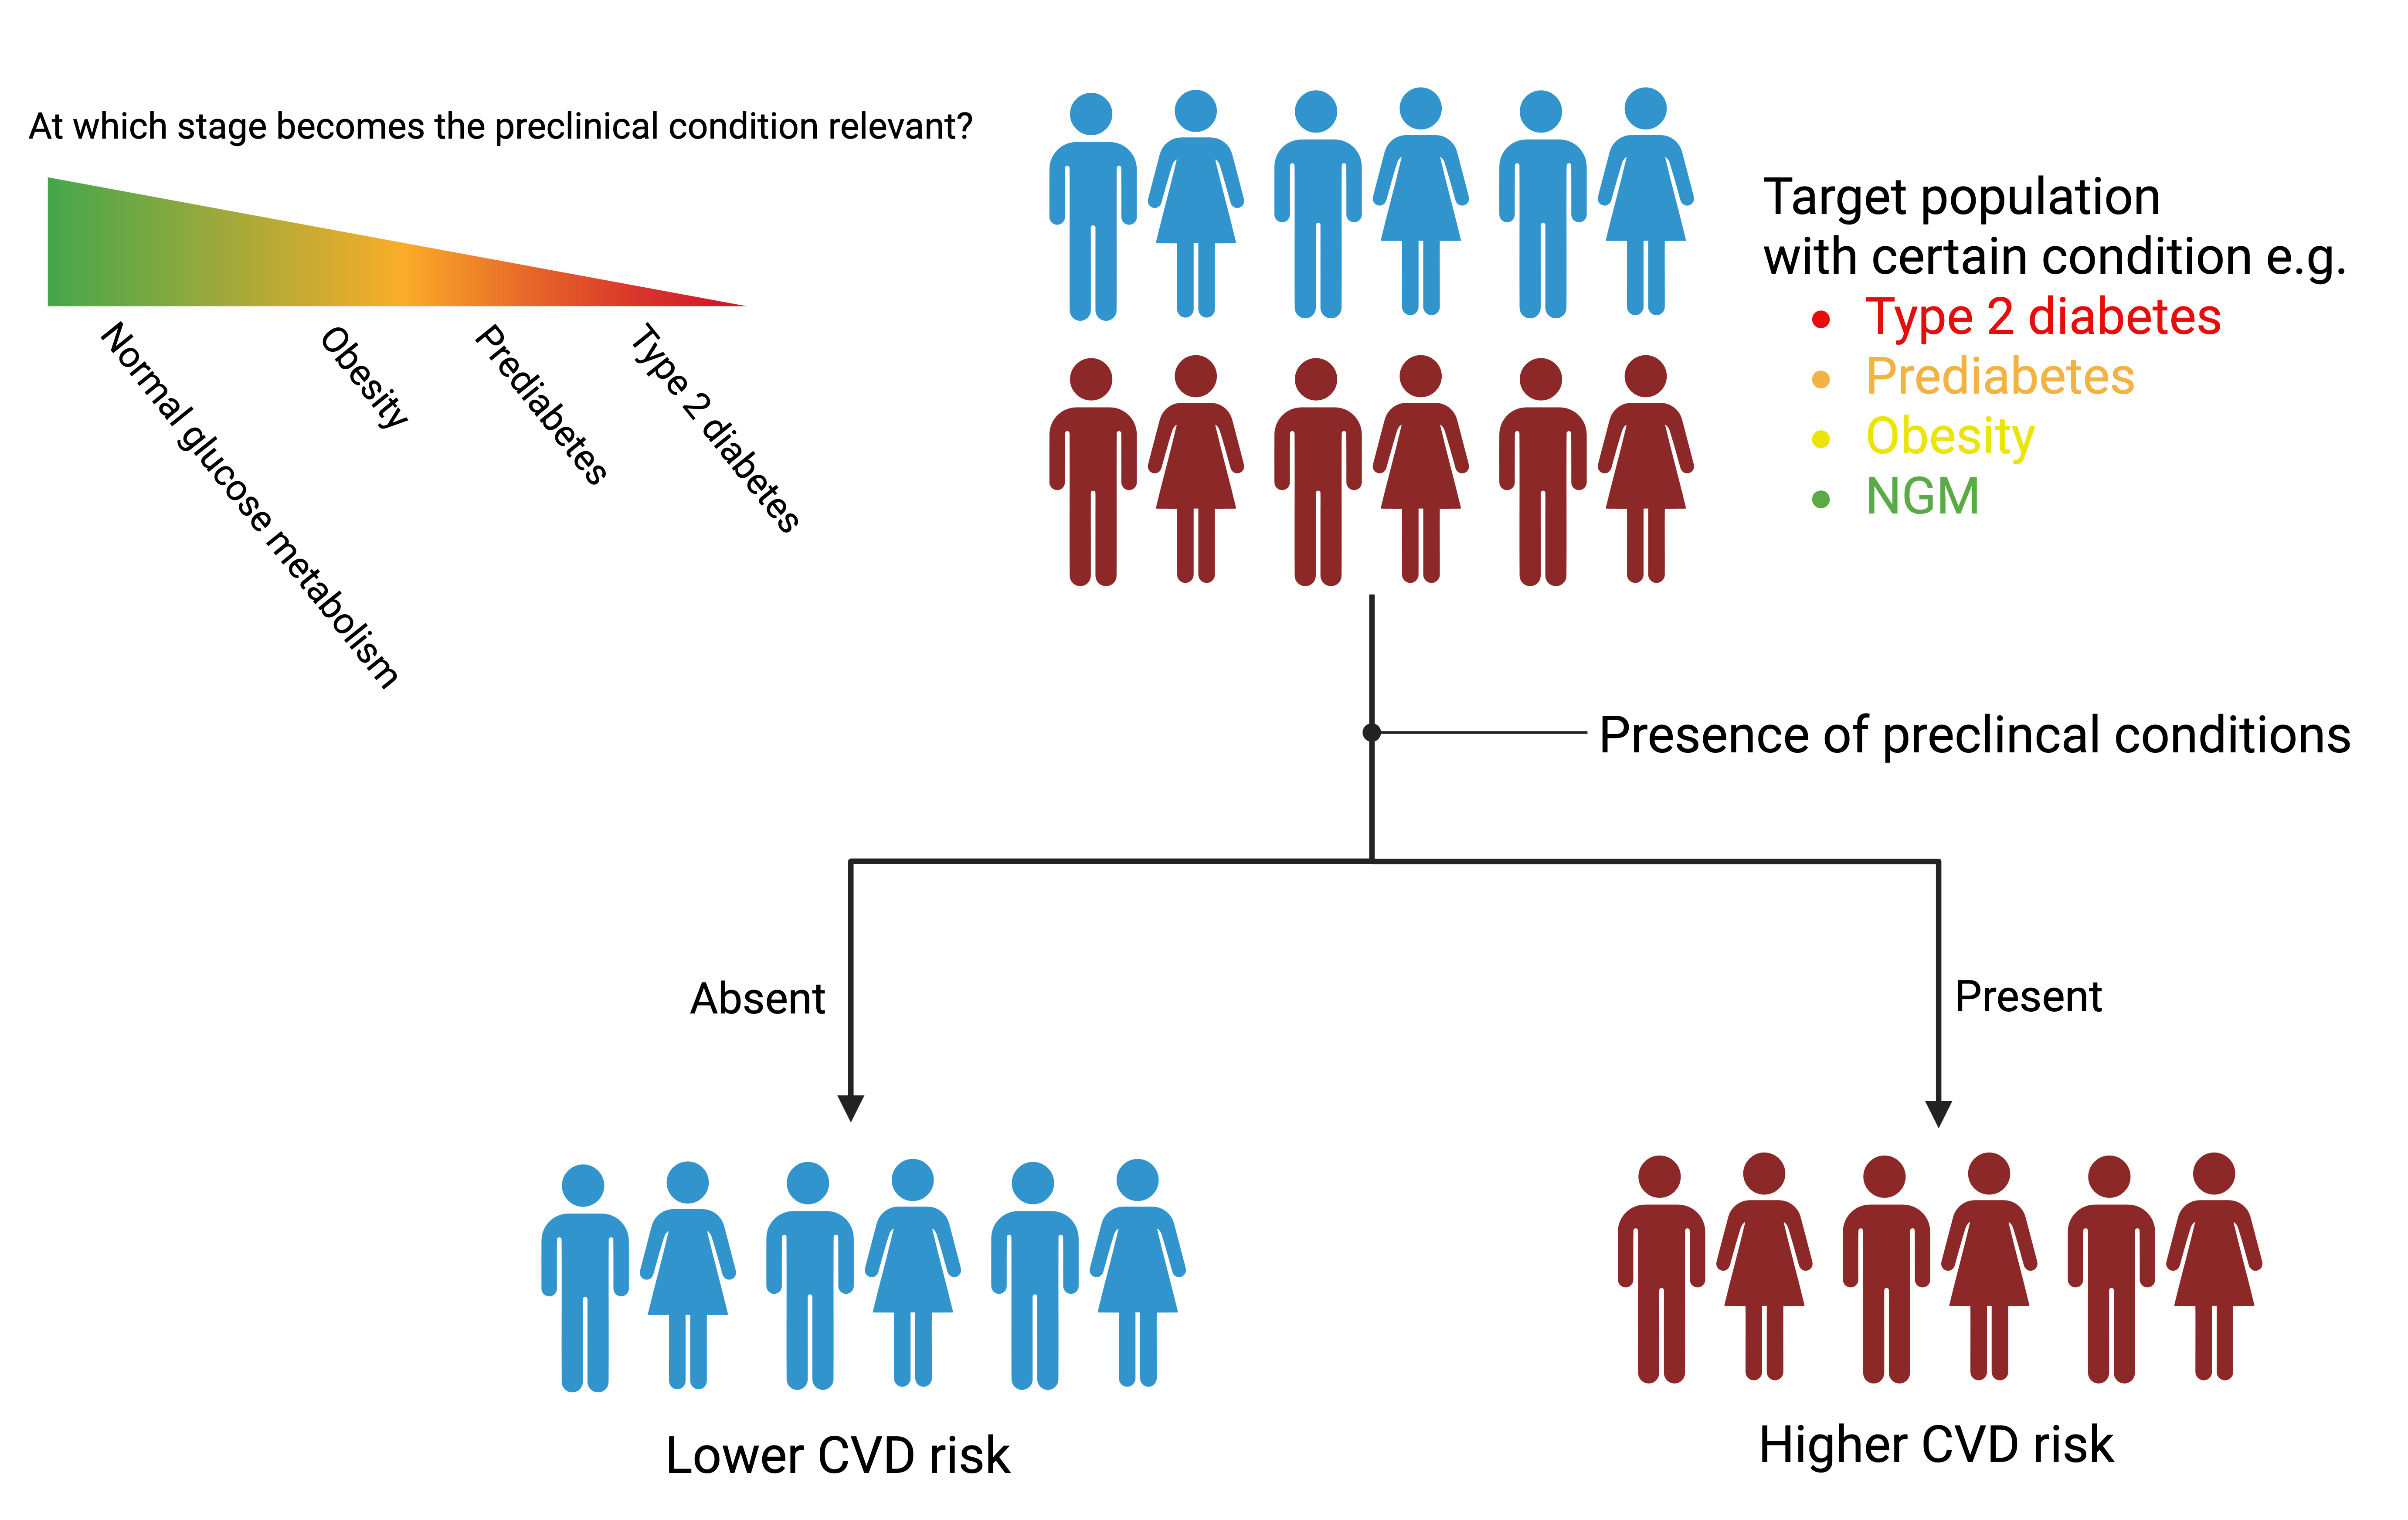 At which stage becomes the preclinical condition relevant?
Normal glucose metabolism
Obesity
Prediabetes
Type 2 diabetes
Target population
with certain condition e.g.
• Type 2 diabetes
• Prediabetes
• Obesity
• NGM
Presence of preclincal conditions
Absent
Present
Lower CVD risk
Higher CVD risk